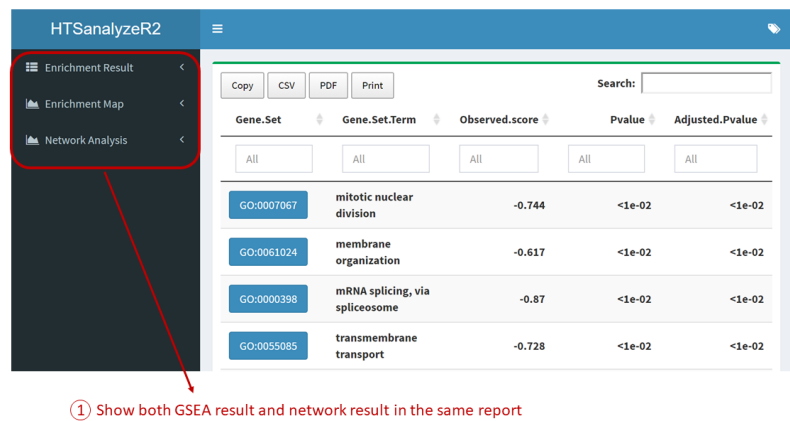 HTSanalyzeR2
Enrichment Result
Enrichment Map
Network Analysis
Copy CSV PDF Print Search:
Gene.Set Gene.Set.Term Observed.score Pvalue Adjusted.Pvalue
All All All All All
GO:0007067 mitotic nuclear division -0.744 <1e-02 <1e-02
GO:0061024 membrane organization -0.617 <1e-02 <1e-02
GO:0000398 mRNA splicing, via spliceosome -0.87 <1e-02 <1e-02
GO:0055085 transmembrane transport -0.728 <1e-02 <1e-02
① Show both GSEA result and network result in the same report